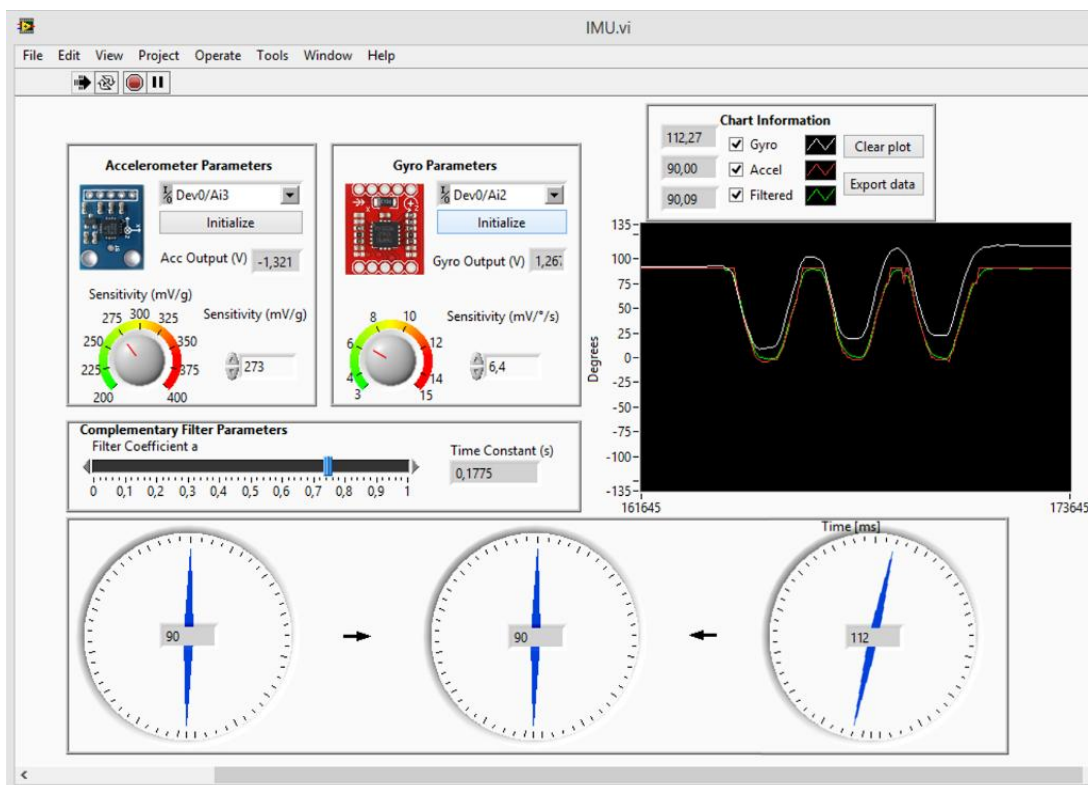 IMU.vi
File Edit View Project Operate Tools Window Help
Chart Information
112,27 Gyro Clear plot
90,00 Accel
90,09 Filtered Export data
Accelerometer Parameters
Dev0/Ai3
Initialize
Acc Output (V) -1,321
Sensitivity (mV/g)
200 225 250 275 300 325 350 375 400
Sensitivity (mV/g)
273
Gyro Parameters
Dev0/Ai2
Initialize
Gyro Output (V) 1,267
Sensitivity (mV/°/s)
3 4 6 8 10 12 14 15
6,4
135-
100-
75-
50-
25-
0-
-25-
-50-
-75-
-100-
-135-
Degrees
161645 173645
Time [ms]
Complementary Filter Parameters
Filter Coefficient a
0 0,1 0,2 0,3 0,4 0,5 0,6 0,7 0,8 0,9 1
Time Constant (s)
0,1775
90 90 112